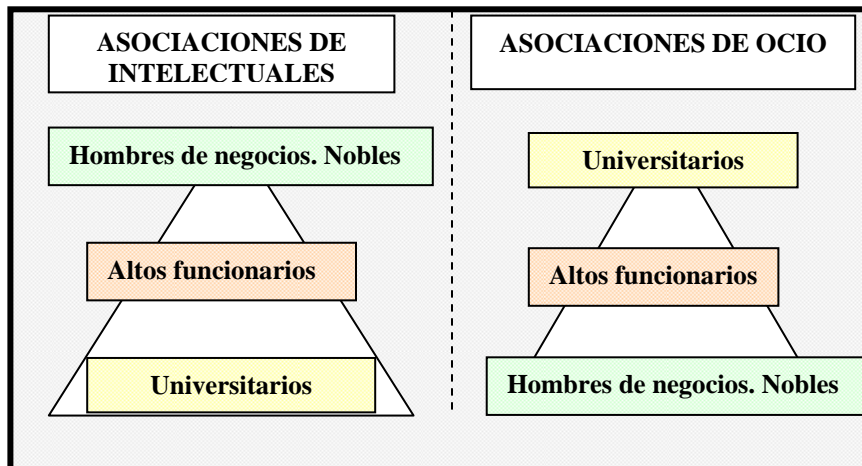 ASOCIACIONES DE
INTELECTUALES
Hombres de negocios. Nobles
Altos funcionarios
Universitarios
ASOCIACIONES DE OCIO
Universitarios
Altos funcionarios
Hombres de negocios. Nobles